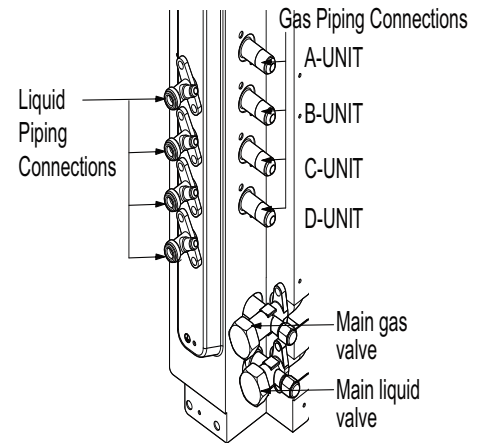 Gas Piping Connections
A-UNIT
Liquid
Piping
Connections
B-UNIT
C-UNIT
D-UNIT
Main gas
valve
Main liquid
valve